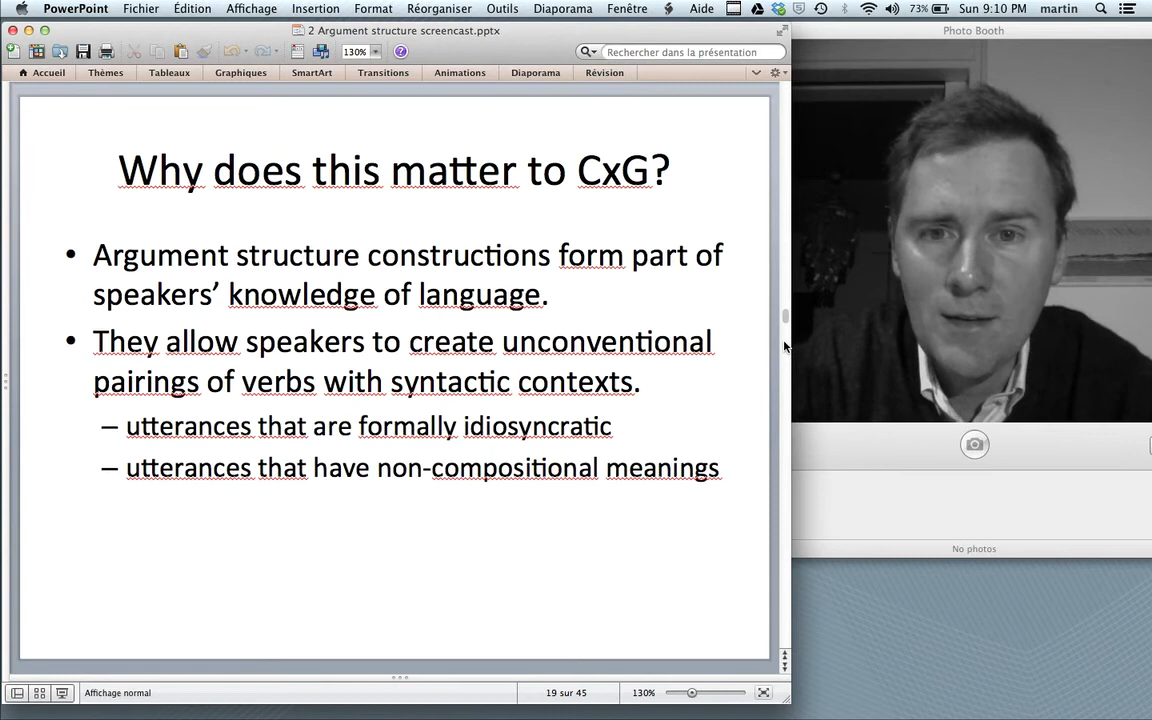 PowerPoint Fichier Édition Affichage Insertion Format Réorganiser Outils Diaporama Fenêtre Aide 73% Sun 9:10 PM martin
2 Argument structure screencast.pptx
Photo Booth
130% Rechercher dans la présentation
Accueil Thèmes Tableaux Graphiques SmartArt Transitions Animations Diaporama Révision
Why does this matter to CxG?
• Argument structure constructions form part of
speakers’ knowledge of language.
• They allow speakers to create unconventional
pairings of verbs with syntactic contexts.
– utterances that are formally idiosyncratic
– utterances that have non-compositional meanings
No photos
Affichage normal 19 sur 45 130%